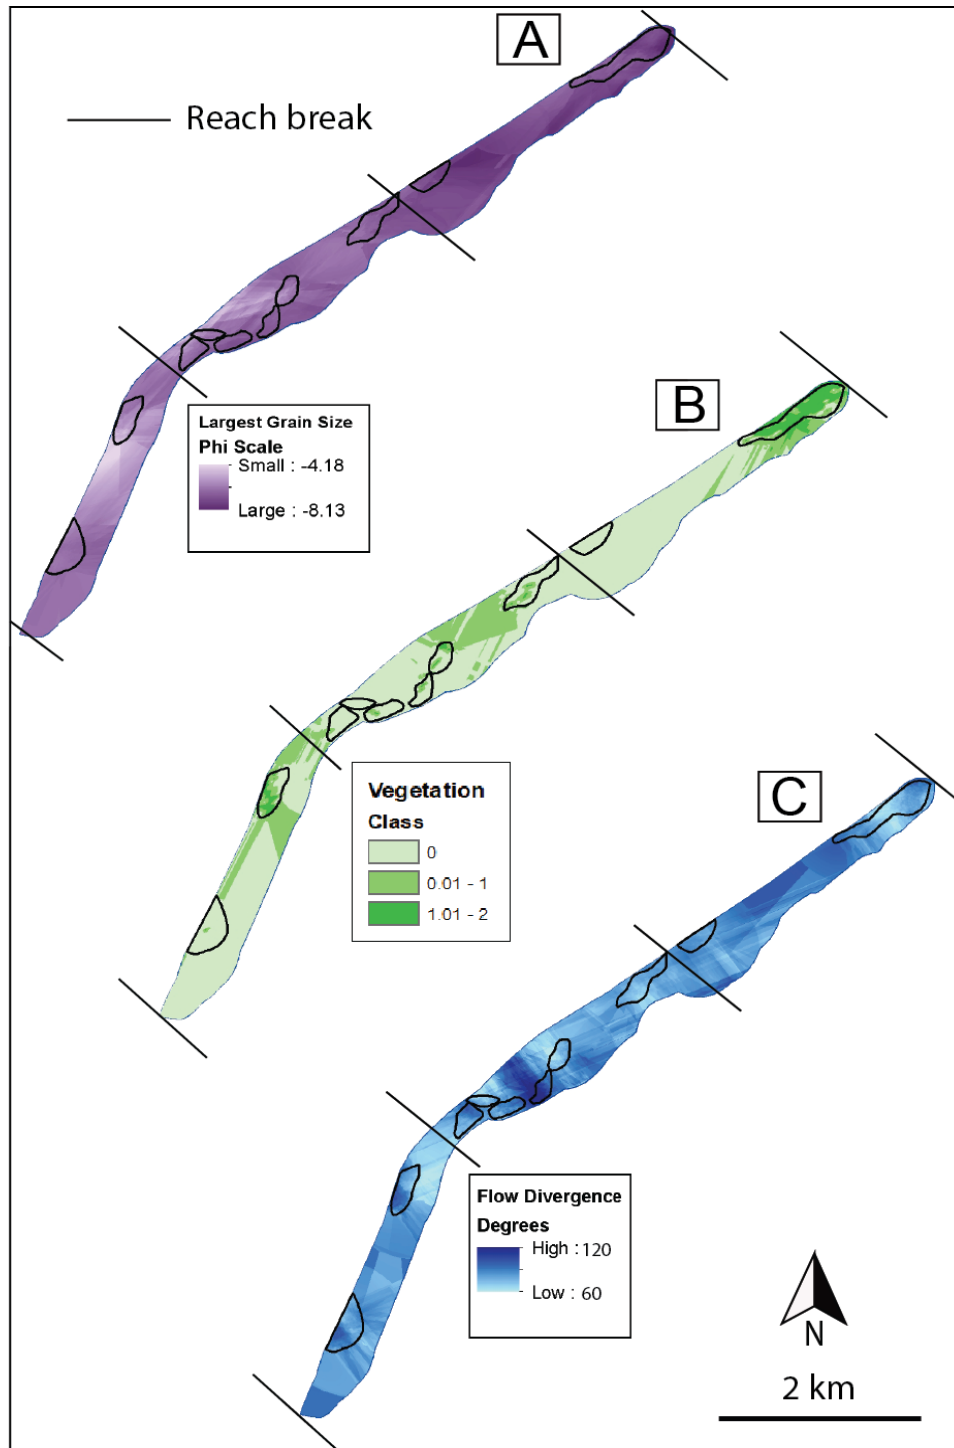 A
Reach break
B
Largest Grain Size
Phi Scale
Small : -4.18
Large : -8.13
C
Vegetation
Class
0
0.01 - 1
1.01 - 2
Flow Divergence
Degrees
High : 120
Low : 60
N
2 km